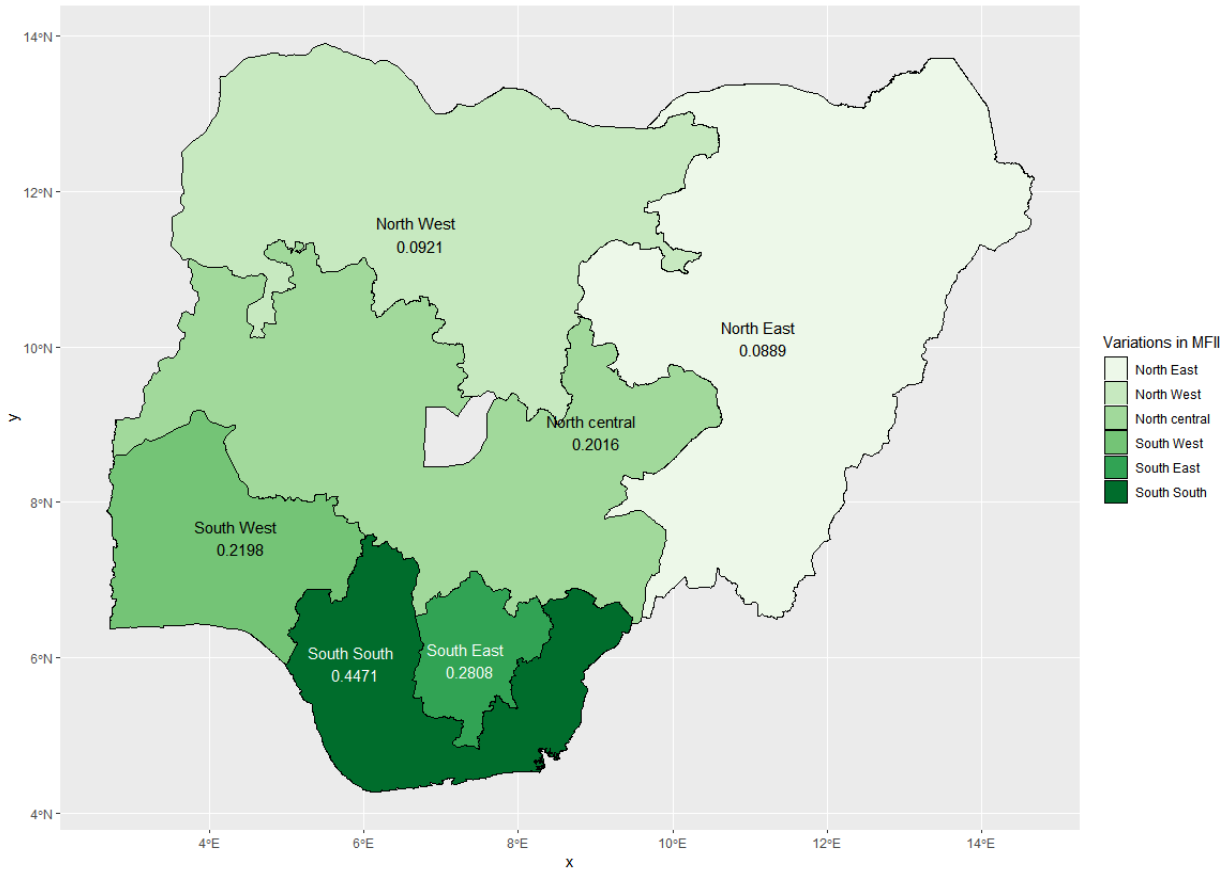 14°N
12°N
10°N
8°N
6°N
4°N
y
North West
0.0921
North East
0.0889
North central
0.2016
South West
0.2198
South South
0.4471
South East
0.2808
4°E
6°E
8°E
10°E
12°E
14°E
x
Variations in MFII
North East
North West
North central
South West
South East
South South